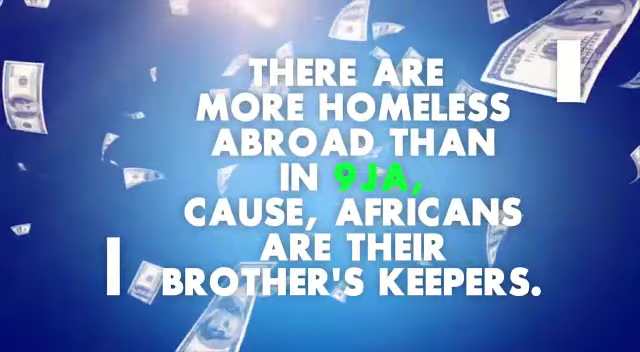 THERE ARE
MORE HOMELESS
ABROAD THAN
IN 9JA,
CAUSE, AFRICANS
ARE THEIR
BROTHER'S KEEPERS.